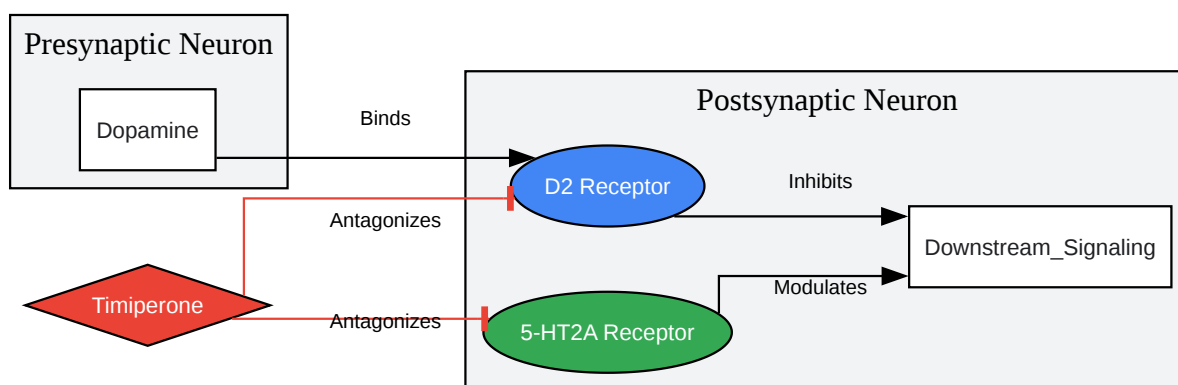 Presynaptic Neuron
Dopamine
Binds
Postsynaptic Neuron
D2 Receptor
Inhibits
Antagonizes
Downstream_Signaling
Timiperone
Antagonizes
5-HT2A Receptor
Modulates